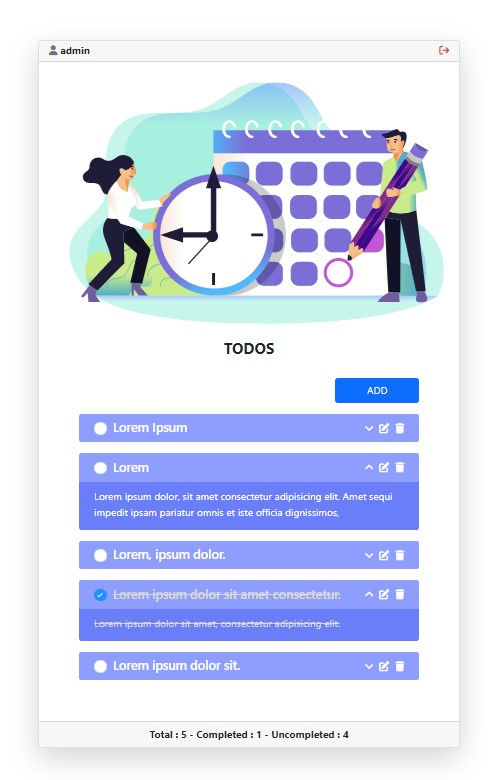 admin
TODOS
ADD
Lorem Ipsum
Lorem
Lorem ipsum dolor, sit amet consectetur adipisicing elit. Amet sequi
impedit ipsam pariatur omnis et iste officia dignissimos,
Lorem, ipsum dolor.
Lorem ipsum dolor sit amet consectetur.
Lorem ipsum dolor sit amet, consectetur adipisicing elit.
Lorem ipsum dolor sit.
Total : 5 - Completed : 1 - Uncompleted : 4